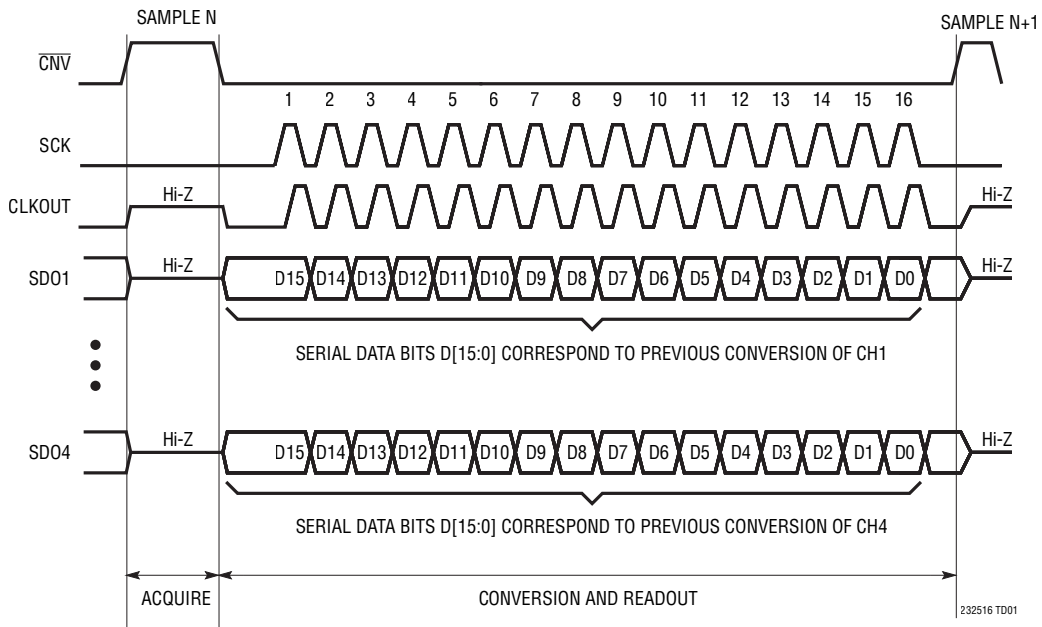 SAMPLE N
SAMPLE N+1
CNV
1 2 3 4 5 6 7 8 9 10 11 12 13 14 15 16
SCK
Hi-Z
Hi-Z
CLKOUT
Hi-Z
Hi-Z
SDO1
D15 D14 D13 D12 D11 D10 D9 D8 D7 D6 D5 D4 D3 D2 D1 D0
SERIAL DATA BITS D[15:0] CORRESPOND TO PREVIOUS CONVERSION OF CH1
Hi-Z
Hi-Z
SDO4
D15 D14 D13 D12 D11 D10 D9 D8 D7 D6 D5 D4 D3 D2 D1 D0
SERIAL DATA BITS D[15:0] CORRESPOND TO PREVIOUS CONVERSION OF CH4
ACQUIRE
CONVERSION AND READOUT
232516 TD01